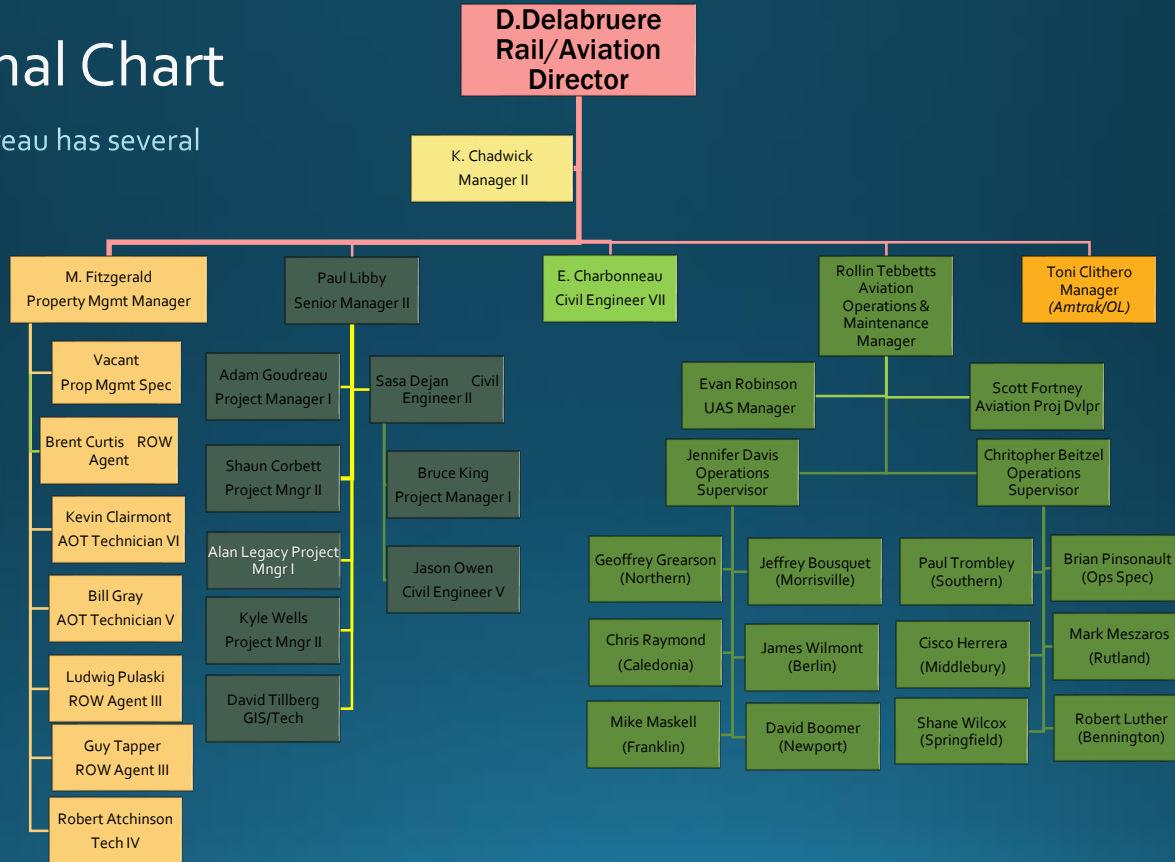 nal Chart
eau has several
D.Delabruere
Rail/Aviation
Director
K. Chadwick
Manager II
M. Fitzgerald
Property Mgmt Manager
Vacant
Prop Mgmt Spec
Brent Curtis ROW
Agent
Kevin Clairmont
AOT Technician VI
Bill Gray
AOT Technician V
Ludwig Pulaski
ROW Agent III
Guy Tapper
ROW Agent III
Robert Atchinson
Tech IV
Paul Libby
Senior Manager II
Adam Goudreau
Project Manager I
Shaun Corbett
Project Mngr II
Alan Legacy Project
Mngr I
Kyle Wells
Project Mngr II
David Tillberg
GIS/Tech
Sasa Dejan Civil
Engineer II
Bruce King
Project Manager I
Jason Owen
Civil Engineer V
E. Charbonneau
Civil Engineer VII
Rollin Tebbetts
Aviation
Operations &
Maintenance
Manager
Evan Robinson
UAS Manager
Scott Fortney
Aviation Proj Dvlpr
Jennifer Davis
Operations
Supervisor
Geoffrey Grearson
(Northern)
Jeffrey Bousquet
(Morrisville)
Chris Raymond
(Caledonia)
James Wilmont
(Berlin)
Mike Maskell
(Franklin)
David Boomer
(Newport)
Chritopher Beitzel
Operations
Supervisor
Paul Trombley
(Southern)
Brian Pinsonault
(Ops Spec)
Cisco Herrera
(Middlebury)
Mark Meszaros
(Rutland)
Shane Wilcox
(Springfield)
Robert Luther
(Bennington)
Toni Clithero
Manager
(Amtrak/OL)